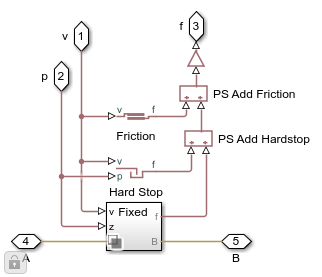 f 3
v 1
p 2
PS Add Friction
v f
Friction
PS Add Hardstop
v f
p
Hard Stop
v Fixed
f
z
4 B 5
A B